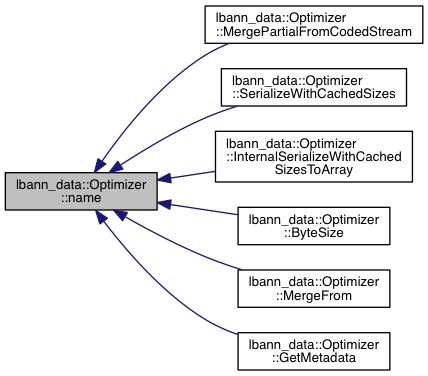 lbann_data::Optimizer
::MergePartialFromCodedStream
lbann_data::Optimizer
::SerializeWithCachedSizes
lbann_data::Optimizer
::InternalSerializeWithCached
SizesToArray
lbann_data::Optimizer
::name
lbann_data::Optimizer
::ByteSize
lbann_data::Optimizer
::MergeFrom
lbann_data::Optimizer
::GetMetadata